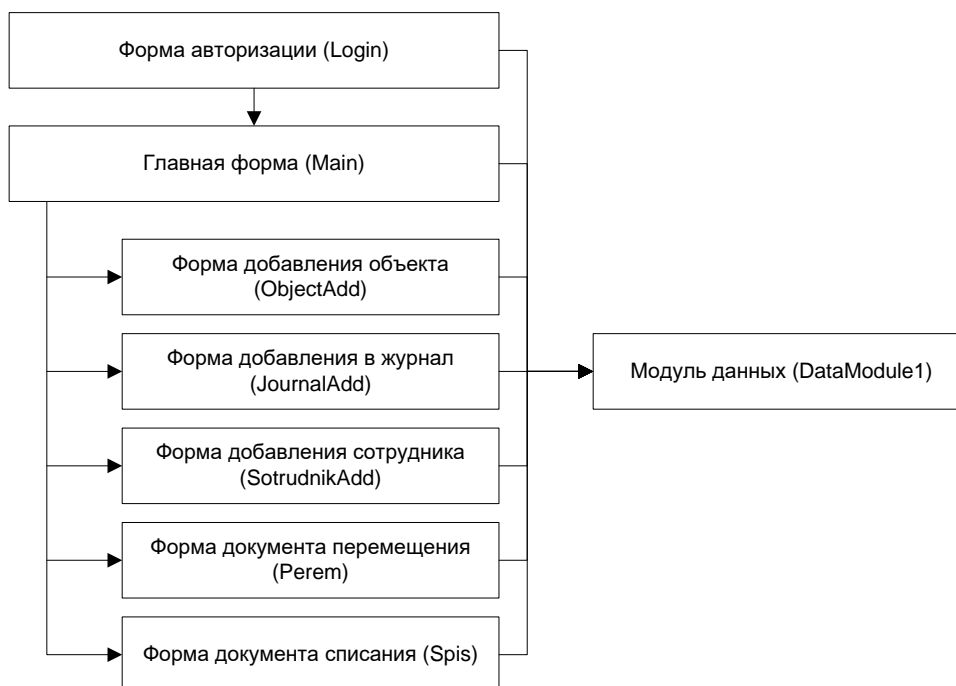 Форма авторизации (Login)
Главная форма (Main)
Форма добавления объекта
(ObjectAdd)
Форма добавления в журнал
(JournalAdd)
Модуль данных (DataModule1)
Форма добавления сотрудника
(SotrudnikAdd)
Форма документа перемещения
(Perem)
Форма документа списания (Spis)